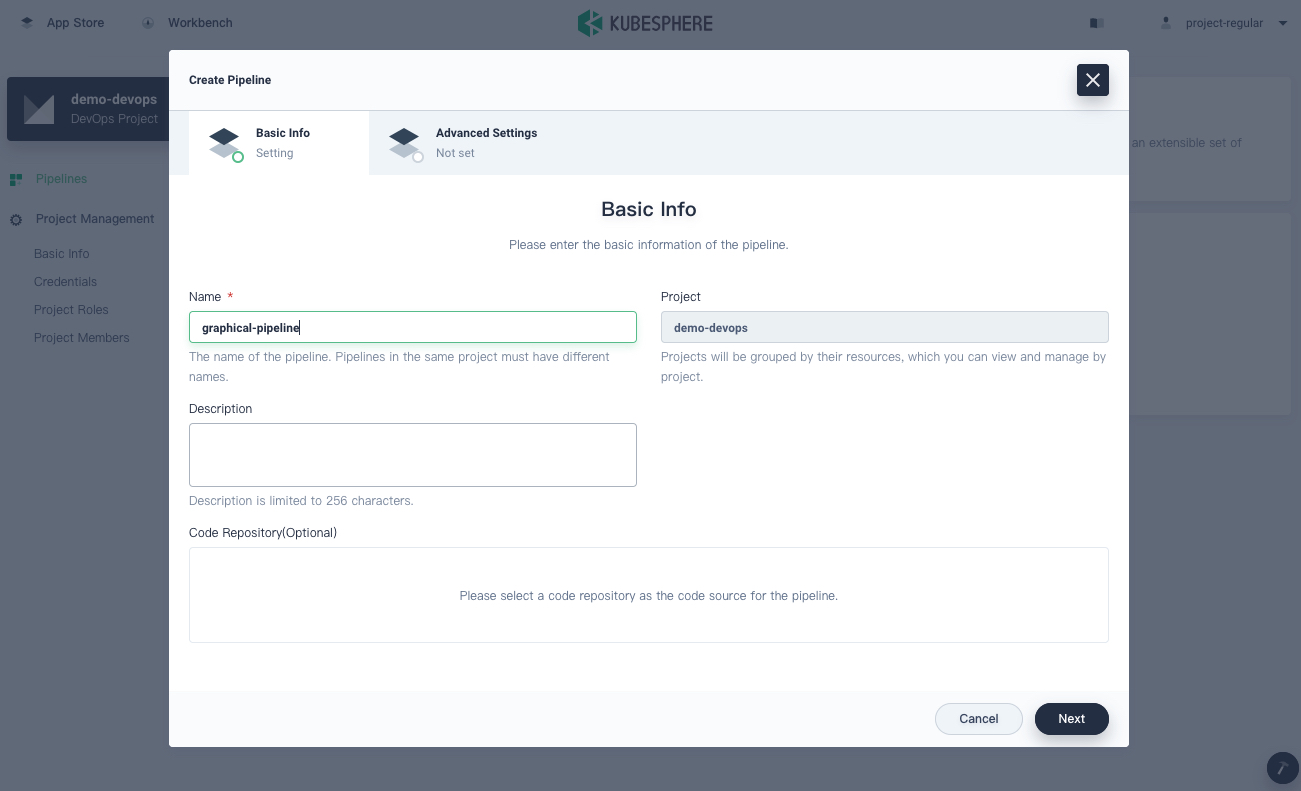 App Store
Workbench
KUBESPHERE
project-regular
demo-devops
DevOps Project
Pipelines
Project Management
Basic Info
Credentials
Project Roles
Project Members
an extensible set of
Create Pipeline
Basic Info
Setting
Advanced Settings
Not set
Basic Info
Please enter the basic information of the pipeline.
Name *
graphical-pipeline
The name of the pipeline. Pipelines in the same project must have different
names.
Project
demo-devops
Projects will be grouped by their resources, which you can view and manage by
project.
Description
Description is limited to 256 characters.
Code Repository(Optional)
Please select a code repository as the code source for the pipeline.
Cancel
Next